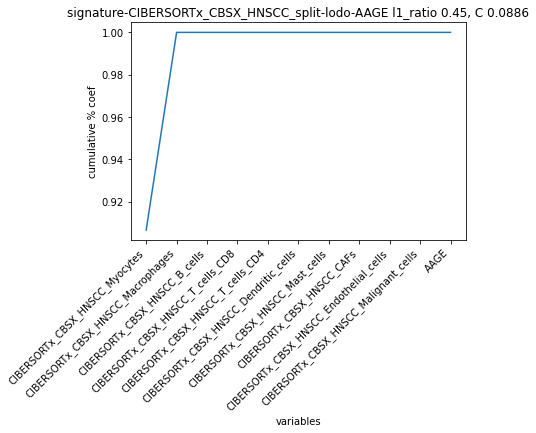 signature-CIBERSORTx_CBSX_HNSCC_split-lodo-AAGE l1_ratio 0.45, C 0.0886
1.00
0.98
0.96
0.94
0.92
cumulative % coef
CIBERSORTx_CBSX_HNSCC_Myocytes
CIBERSORTx_CBSX_HNSCC_Macrophages
CIBERSORTx_CBSX_HNSCC_B_cells
CIBERSORTx_CBSX_HNSCC_T_cells_CD8
CIBERSORTx_CBSX_HNSCC_T_cells_CD4
CIBERSORTx_CBSX_HNSCC_Dendritic_cells
CIBERSORTx_CBSX_HNSCC_Mast_cells
CIBERSORTx_CBSX_HNSCC_CAFs
CIBERSORTx_CBSX_HNSCC_Endothelial_cells
CIBERSORTx_CBSX_HNSCC_Malignant_cells
AAGE
variables